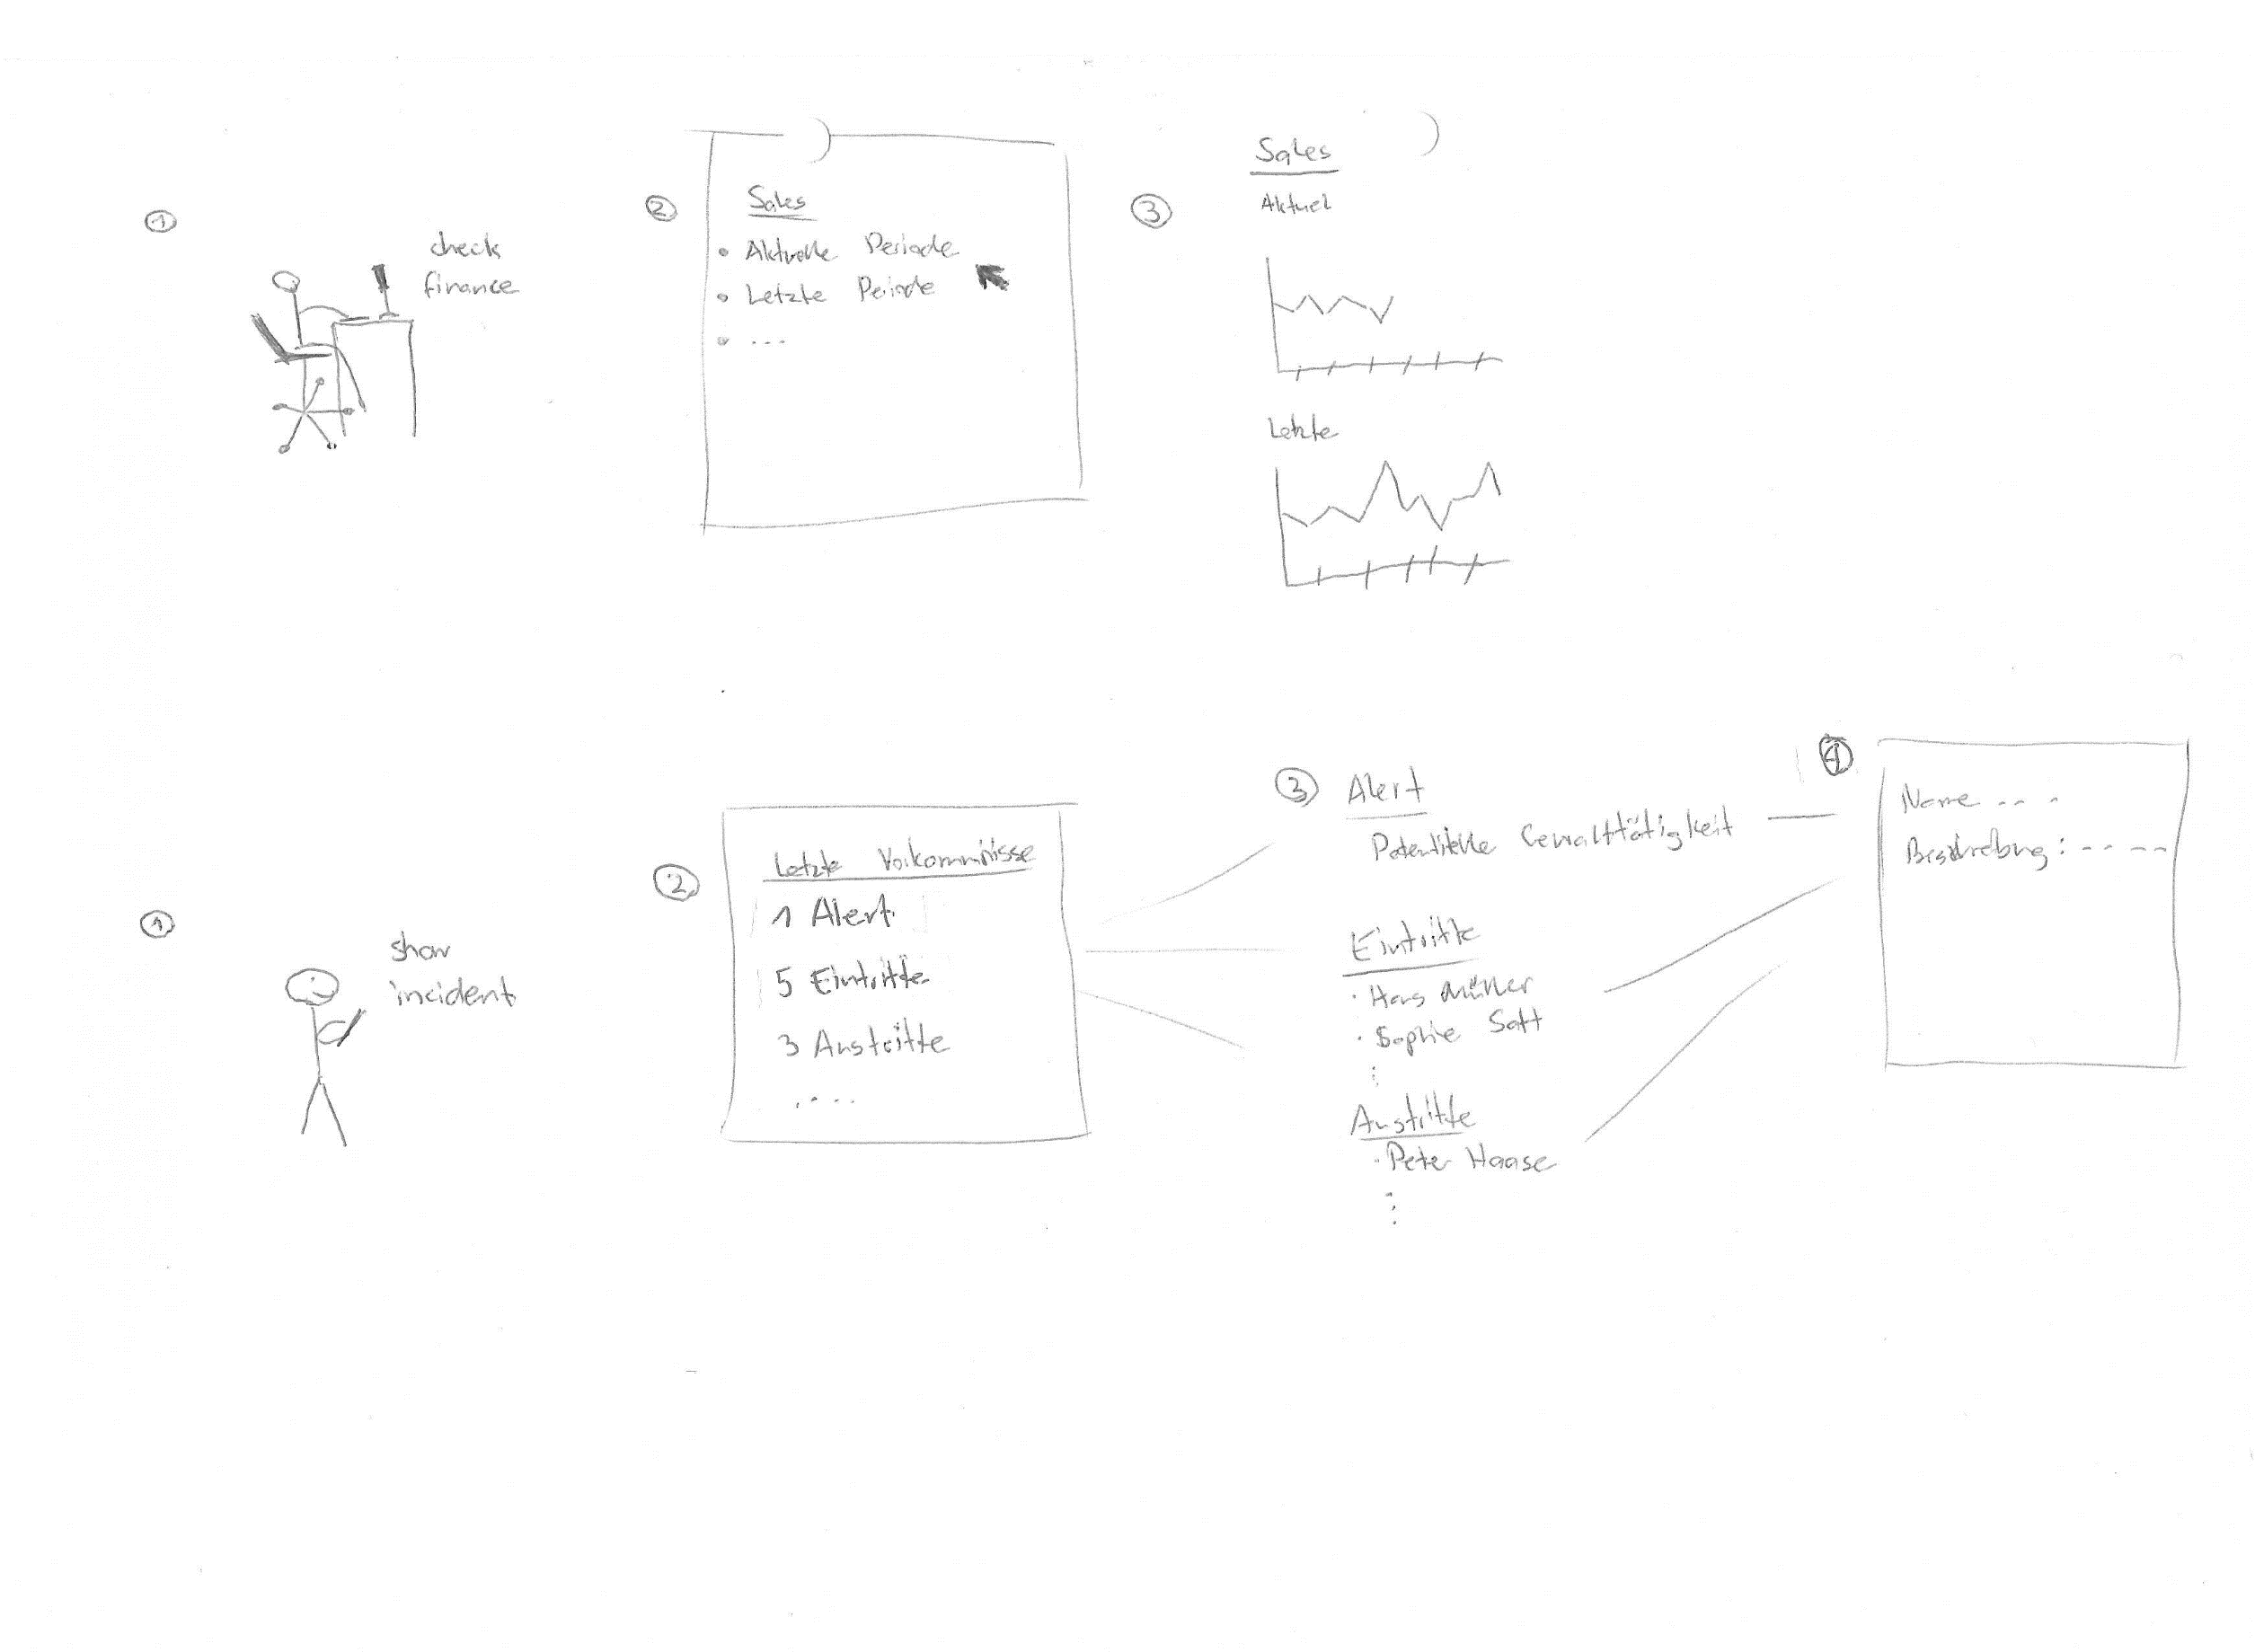 1
check
finance
2
Sales
• Aktuelle Periode
• Letzte Peiode
• ---
3
Sales
Aktuel
Letzte
1
show
incident
2
Letzte Vorkommnisse
1 Alert
5 Eintritte
3 Austritte
.....
3
Alert
Potentielle Gewalttätigkeit
Eintritte
· Hans Müller
· Sophie Satt
Austritte
· Peter Haase
4
Name ...
Beschreibung: ----